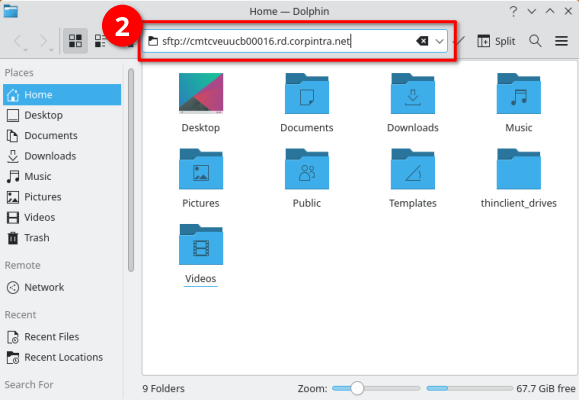 Home — Dolphin
2
sftp://cmtcveuucb00016.rd.corpintra.net
Split
Places
Home
Desktop
Documents
Downloads
Music
Pictures
Videos
Trash
Remote
Network
Recent
Recent Files
Recent Locations
Search For
Desktop
Documents
Downloads
Music
Pictures
Public
Templates
thinclient_drives
Videos
9 Folders
Zoom:
67.7 GiB free